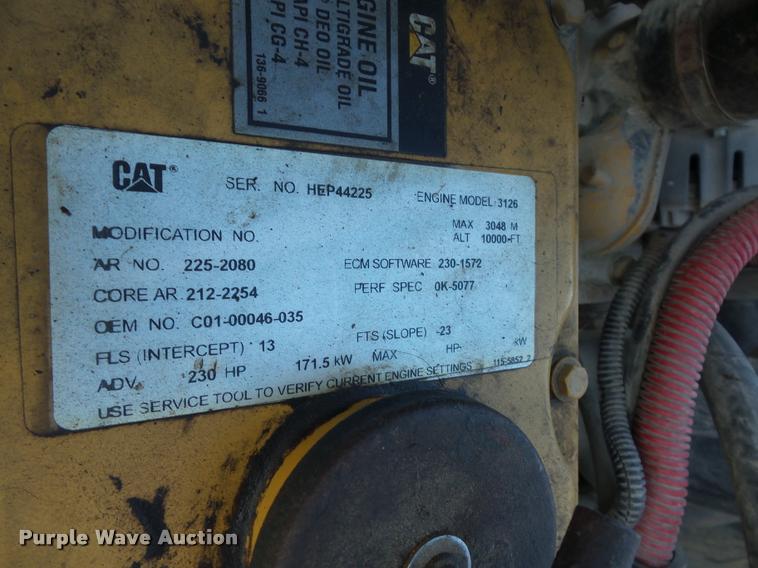 ENGINE OIL
MULTIGRADE OIL
DEO OIL
API CH-4
API CG-4
136-9066 1
CAT®
CAT®
SER. NO. HEP44225
ENGINE MODEL 3126
MODIFICATION NO.
MAX 3048 M
ALT 10000-FT
AR NO. 225-2080
ECM SOFTWARE 230-1572
CORE AR 212-2254
PERF SPEC 0K-5077
OEM NO. C01-00046-035
FLS (INTERCEPT) 13
FTS (SLOPE) -23
ADV. 230 HP 171.5 kW MAX HP- kW
USE SERVICE TOOL TO VERIFY CURRENT ENGINE SETTINGS 115-5852 2
Purple Wave Auction